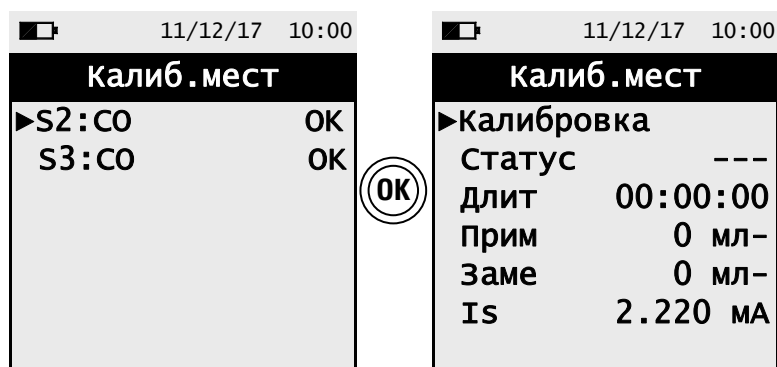 11/12/17 10:00
Калиб.мест
►S2:CO OK
S3:CO OK
OK
11/12/17 10:00
Калиб.мест
►Калибровка
Статус ---
Длит 00:00:00
Прим 0 мл-
Заме 0 мл-
Is 2.220 мА